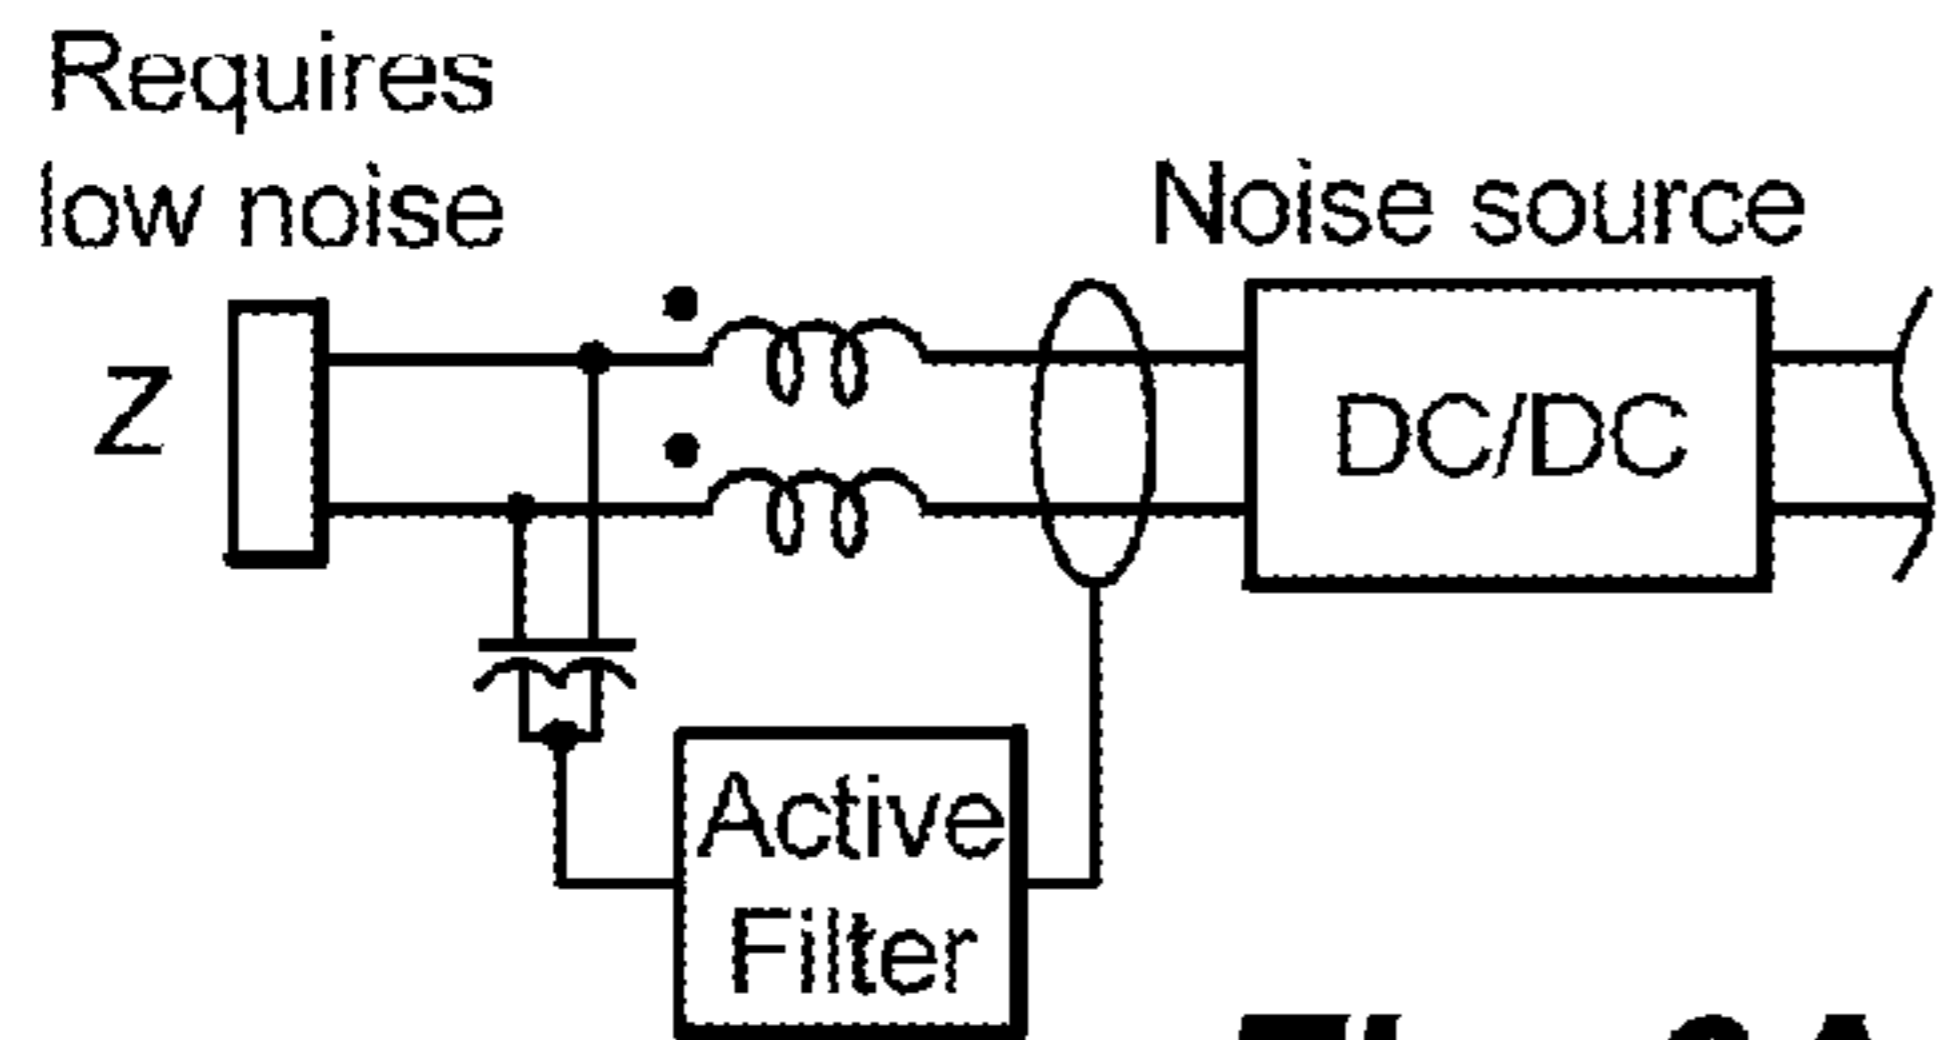 Requires
low noise
Noise source
Z
DC/DC
Active
Filter